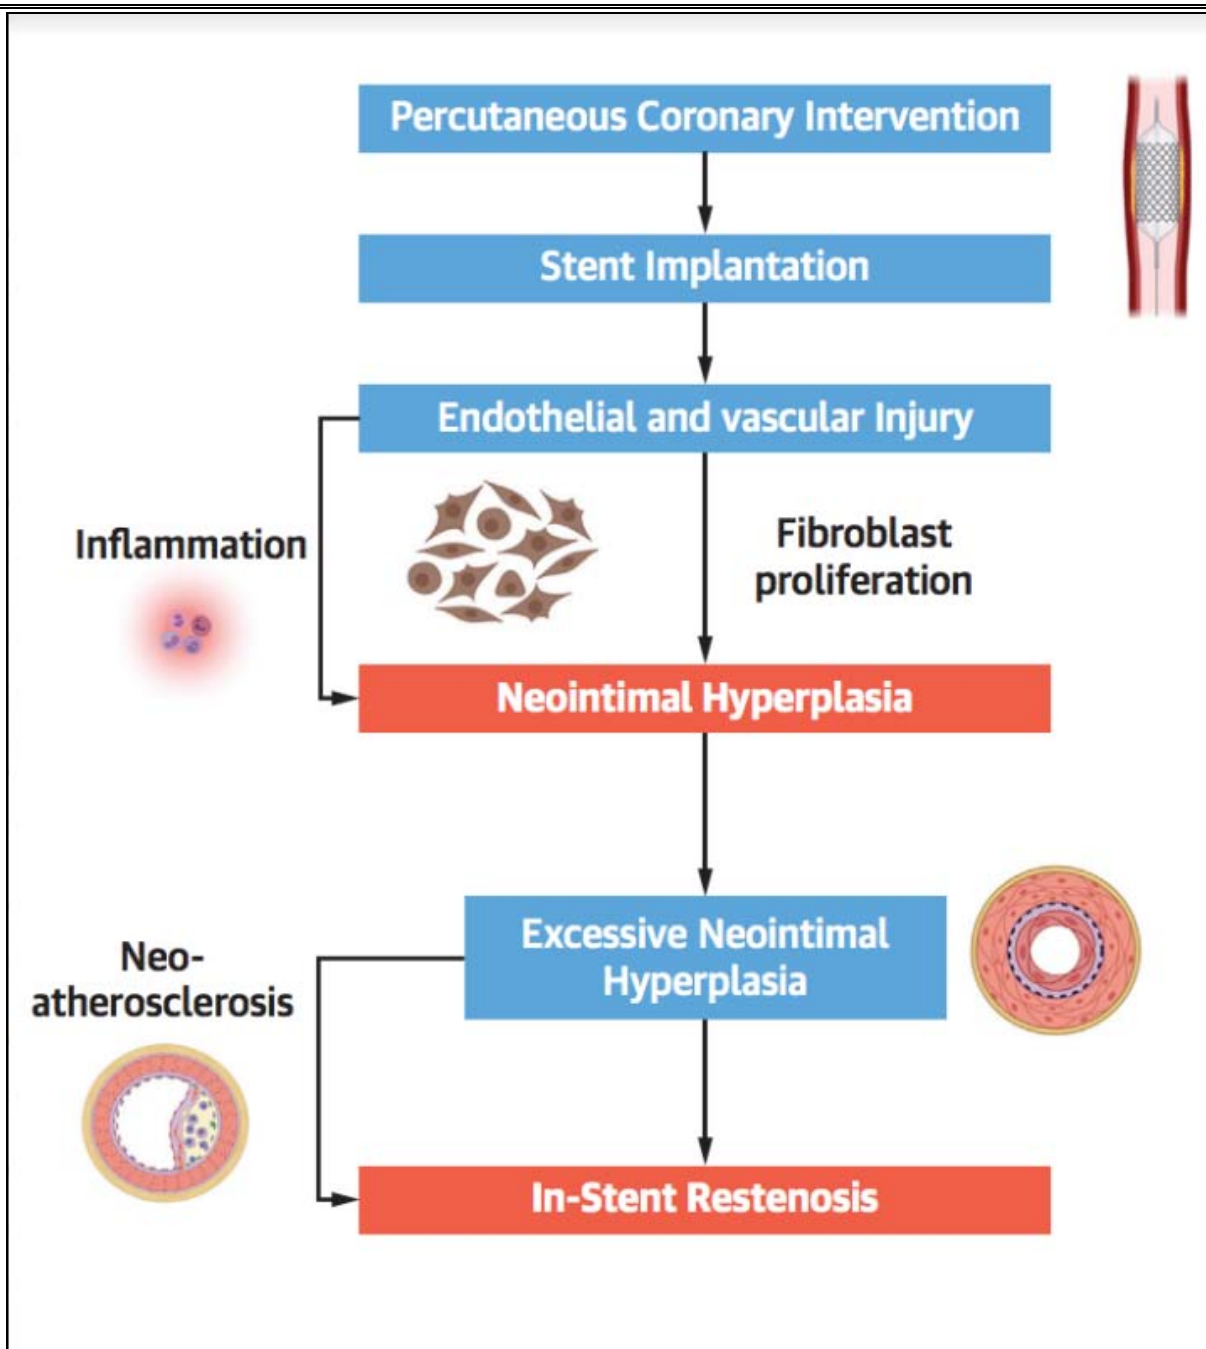 Percutaneous Coronary Intervention
Stent Implantation
Endothelial and vascular Injury
Inflammation
Fibroblast
proliferation
Neointimal Hyperplasia
Excessive Neointimal
Hyperplasia
Neo-
atherosclerosis
In-Stent Restenosis